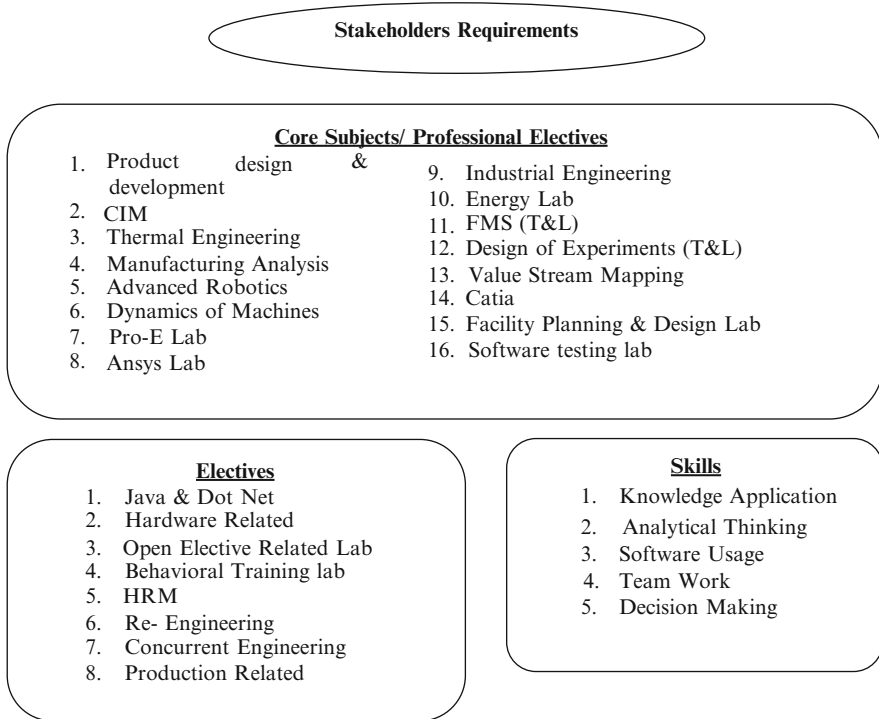 Stakeholders Requirements
Core Subjects/ Professional Electives
1. Product design &
development
2. CIM
3. Thermal Engineering
4. Manufacturing Analysis
5. Advanced Robotics
6. Dynamics of Machines
7. Pro-E Lab
8. Ansys Lab
9. Industrial Engineering
10. Energy Lab
11. FMS (T&L)
12. Design of Experiments (T&L)
13. Value Stream Mapping
14. Catia
15. Facility Planning & Design Lab
16. Software testing lab
Electives
1. Java & Dot Net
2. Hardware Related
3. Open Elective Related Lab
4. Behavioral Training lab
5. HRM
6. Re- Engineering
7. Concurrent Engineering
8. Production Related
Skills
1. Knowledge Application
2. Analytical Thinking
3. Software Usage
4. Team Work
5. Decision Making